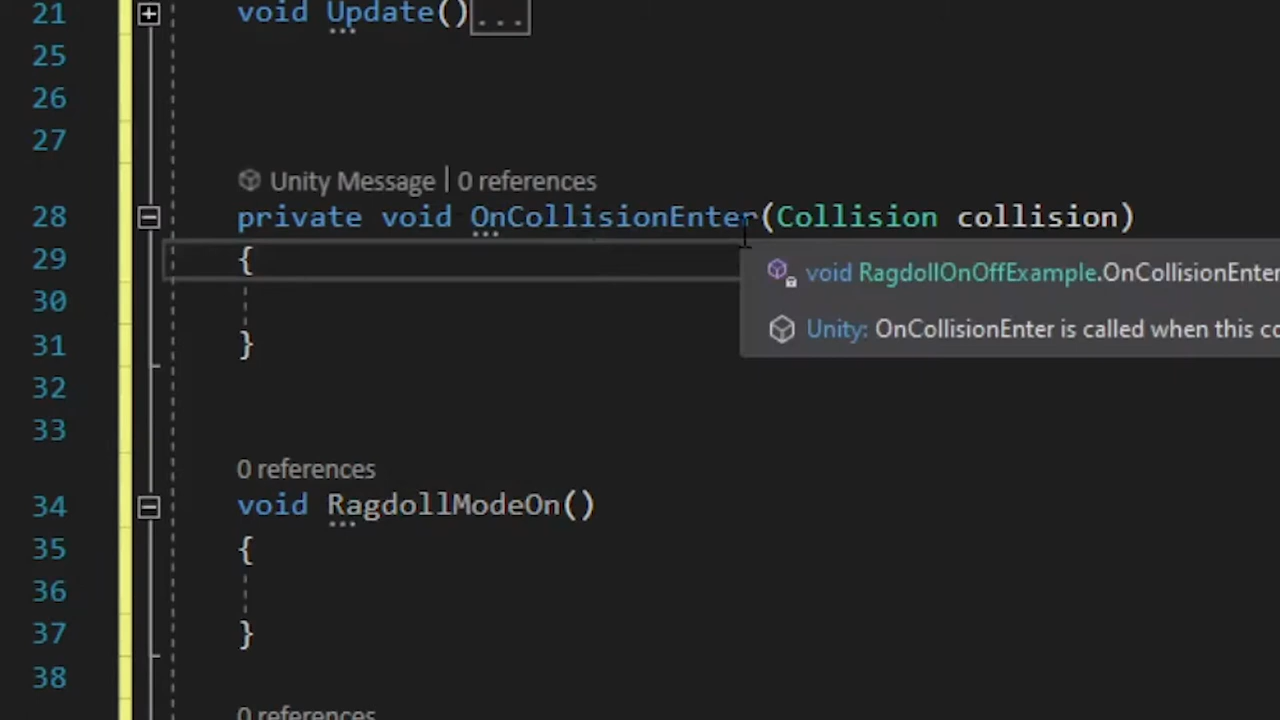 21 void Update()...
25
26
27
Unity Message | 0 references
28 private void OnCollisionEnter(Collision collision)
29 {
void RagdollOnOffExample.OnCollisionEnter
30
Unity: OnCollisionEnter is called when this co
31 }
32
33
0 references
34 void RagdollModeOn()
35 {
36
37 }
38
0 references